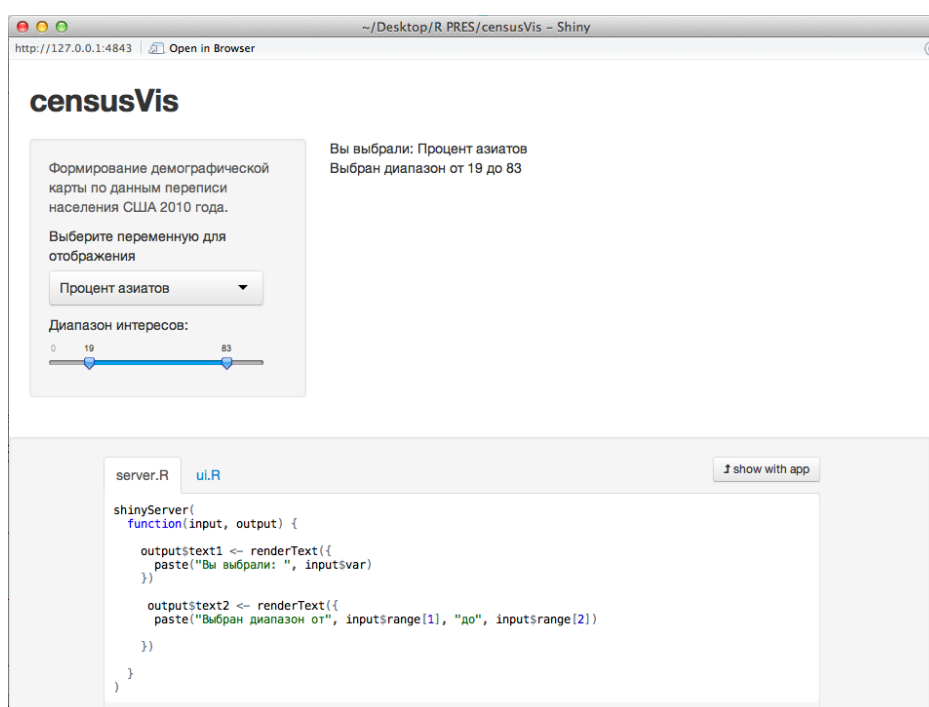 ~/Desktop/R PRES/censusVis – Shiny
http://127.0.0.1:4843 Open in Browser
censusVis
Формирование демографической
карты по данным переписи
населения США 2010 года.
Выберите переменную для
отображения
Процент азиатов
Диапазон интересов:
0 19 83
Вы выбрали: Процент азиатов
Выбран диапазон от 19 до 83
server.R ui.R show with app
shinyServer(
function(input, output) {
output$text1 <- renderText({
paste("Вы выбрали: ", input$var)
})
output$text2 <- renderText({
paste("Выбран диапазон от", input$range[1], "до", input$range[2])
})
}
)